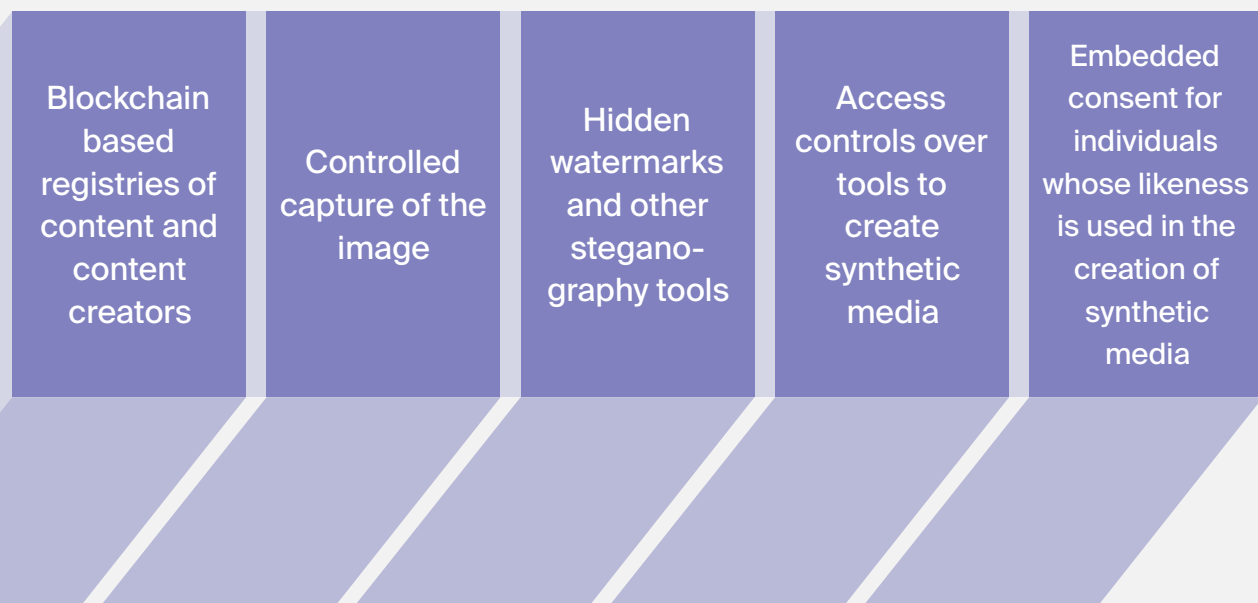 Blockchain
based
registries of
content and
content
creators
Controlled
capture of the
image
Hidden
watermarks
and other
stegano-
graphy tools
Access
controls over
tools to
create
synthetic
media
Embedded
consent for
individuals
whose likeness
is used in the
creation of
synthetic
media